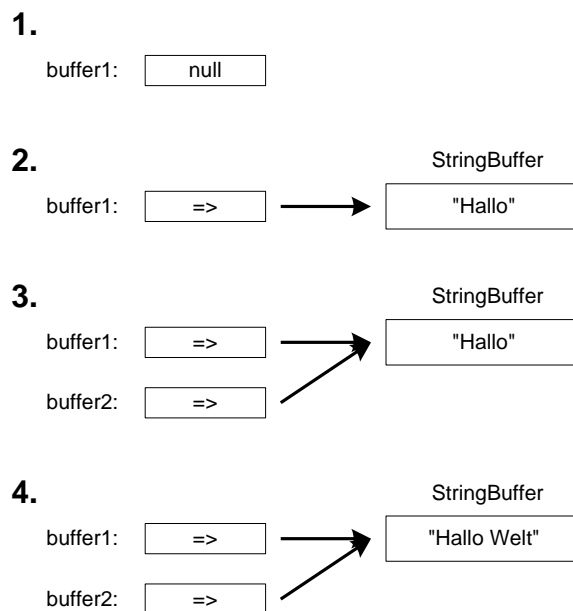 1.
buffer1: null
2. StringBuffer
buffer1: => "Hallo"
3. StringBuffer
buffer1: => "Hallo"
buffer2: =>
4. StringBuffer
buffer1: => "Hallo Welt"
buffer2: =>